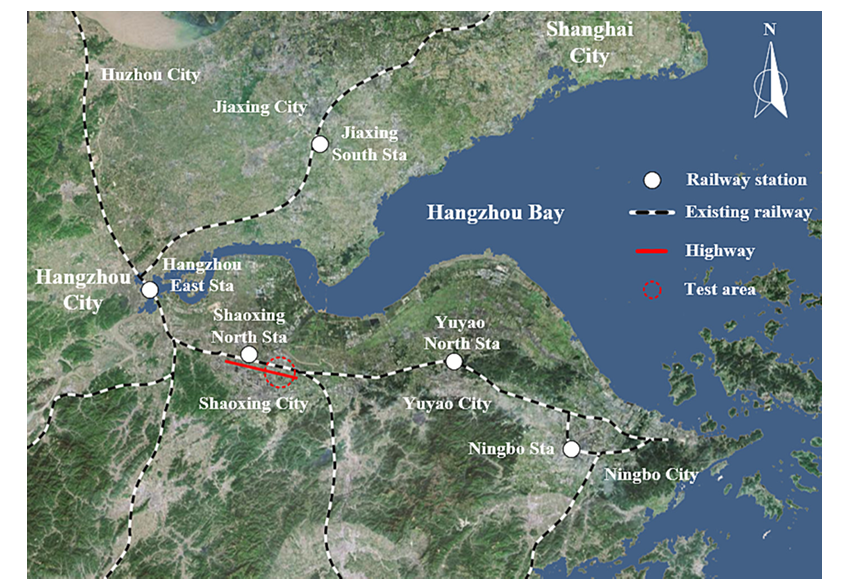 Shanghai
City
N
Huzhou City
Jiaxing City
Jiaxing
South Sta
Railway station
Hangzhou Bay
Existing railway
Highway
Hangzhou
City
Hangzhou
East Sta
Test area
Shaoxing
North Sta
Yuyao
North Sta
Shaoxing City
Yuyao City
Ningbo Sta
Ningbo City